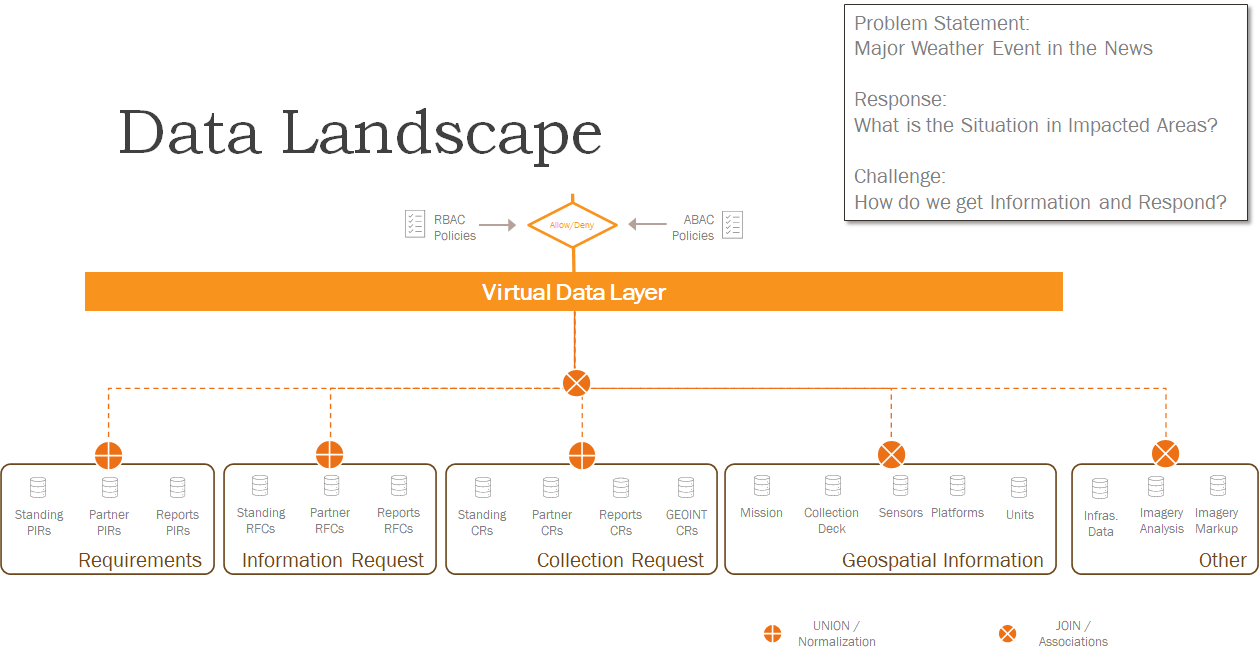 Problem Statement:
Major Weather Event in the News
Response:
What is the Situation in Impacted Areas?
Challenge:
How do we get Information and Respond?
Data Landscape
RBAC
Policies
Allow/Deny
ABAC
Policies
Virtual Data Layer
Standing
PIRs
Partner
PIRs
Reports
PIRs
Requirements
Standing
RFCs
Partner
RFCs
Reports
RFCs
Information Request
Standing
CRs
Partner
CRs
Reports
CRs
GEOINT
CRs
Collection Request
Mission
Collection
Deck
Sensors
Platforms
Units
Geospatial Information
Infras.
Data
Imagery
Analysis
Imagery
Markup
Other
UNION /
Normalization
JOIN /
Associations